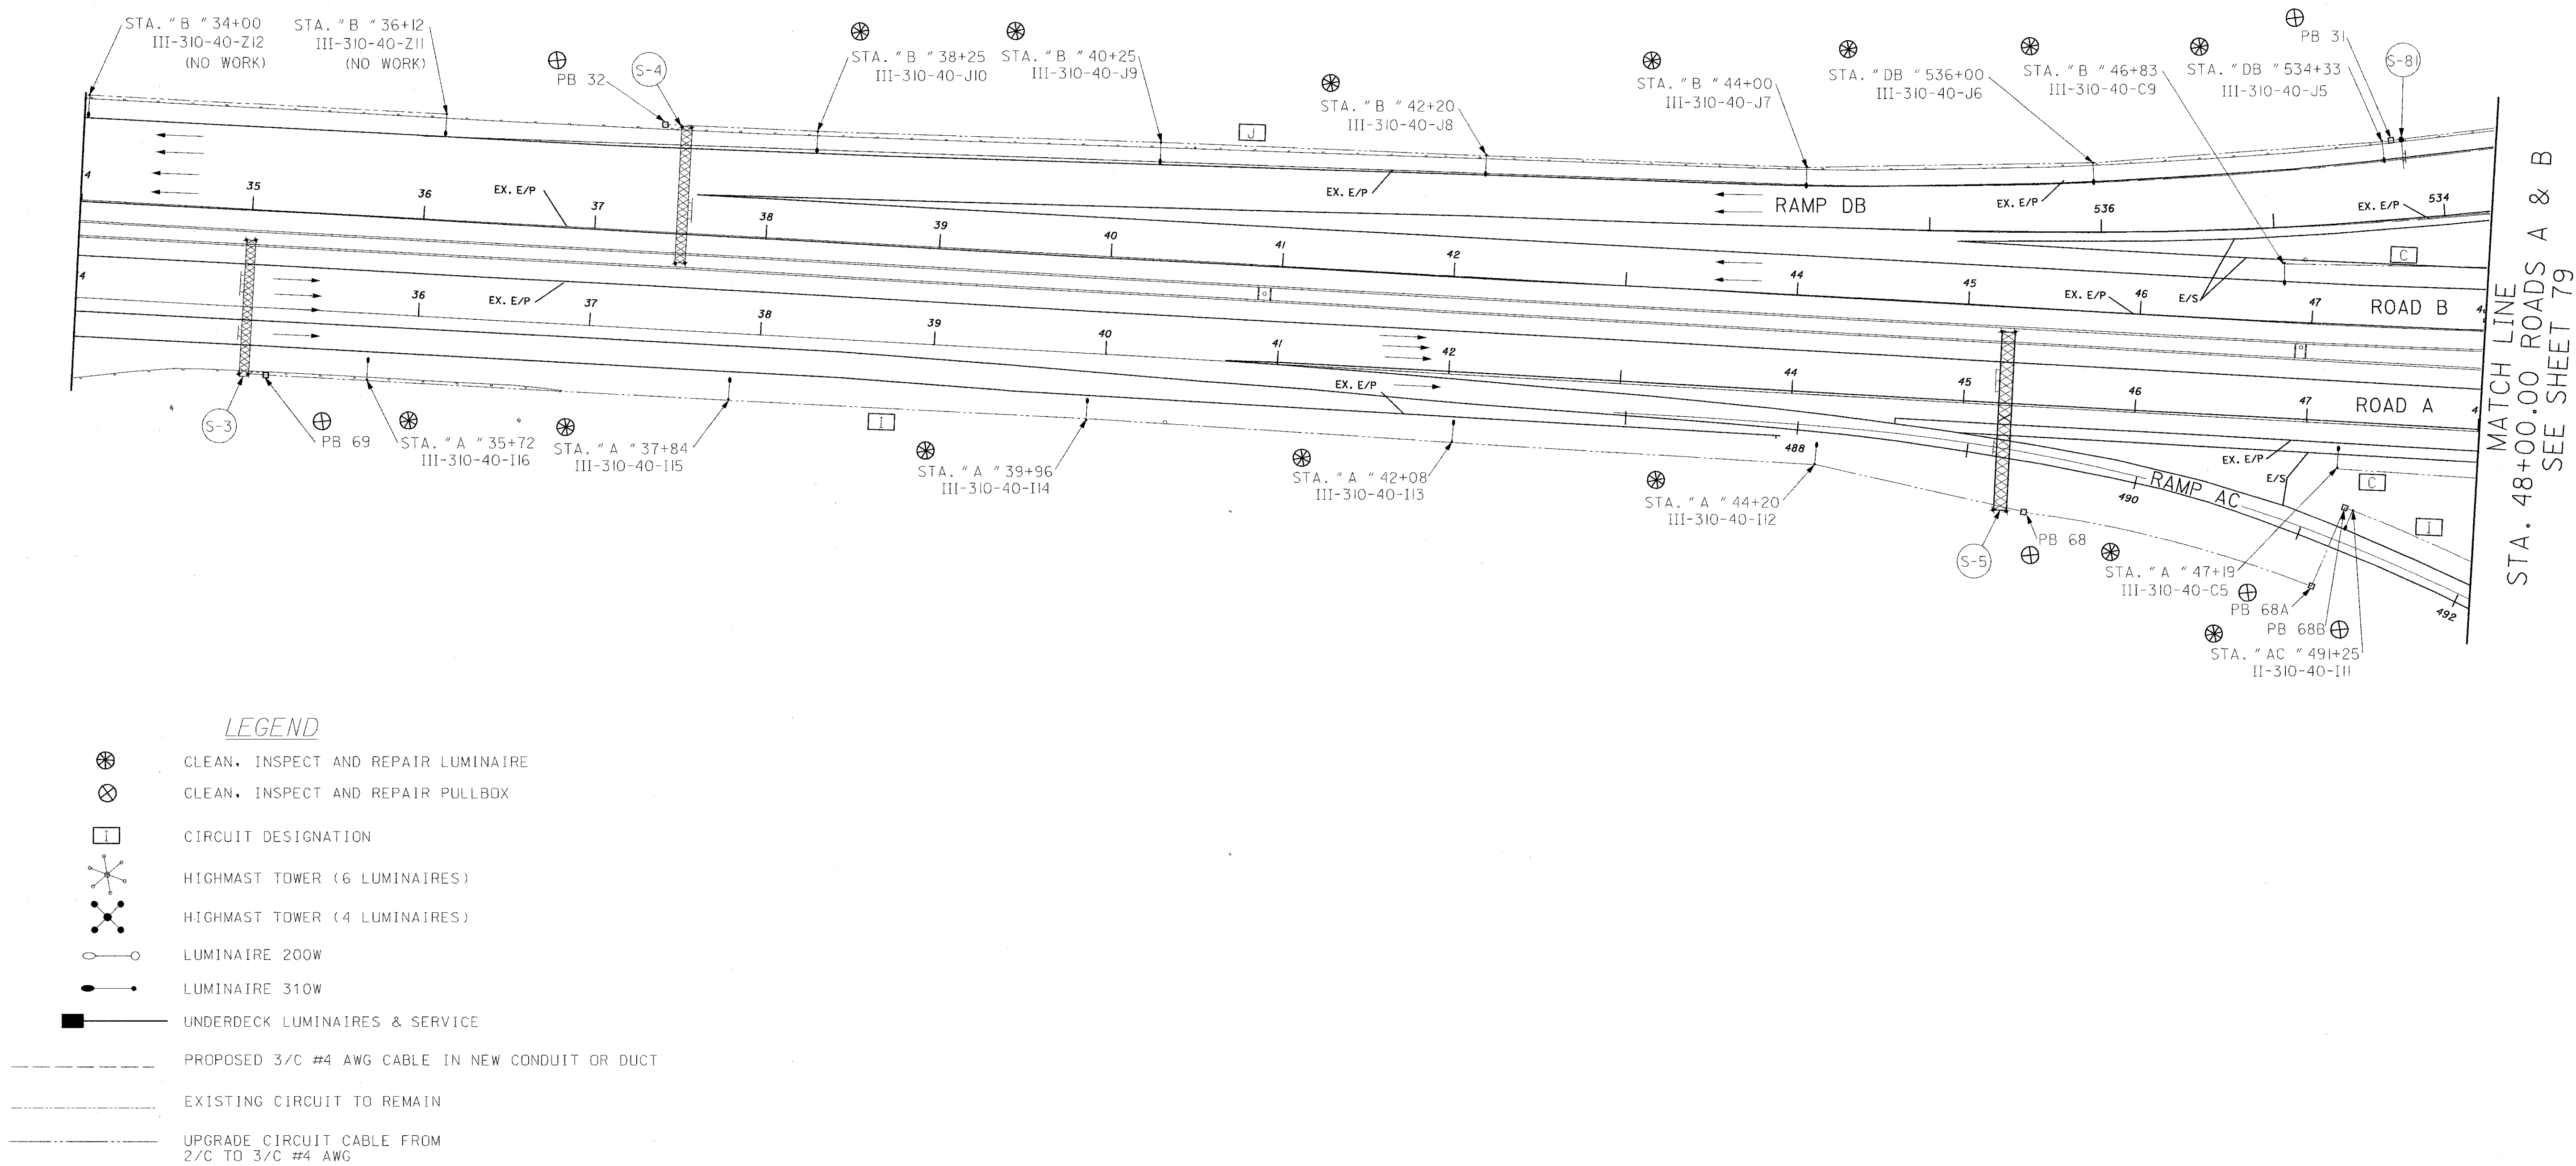 STA. "B" 34+00
III-310-40-Z12
(NO WORK)
STA. "B" 36+12
III-310-40-Z11
(NO WORK)
PB 32
S-4
STA. "B" 38+25
III-310-40-J10
STA. "B" 40+25
III-310-40-J9
STA. "B" 42+20
III-310-40-J8
STA. "B" 44+00
III-310-40-J7
STA. "DB" 536+00
III-310-40-J6
STA. "B" 46+83
III-310-40-C9
STA. "DB" 534+33
III-310-40-J5
PB 31
S-81
J
4
35
36
EX. E/P
37
38
39
40
41
42
EX. E/P
RAMP DB
44
45
EX. E/P
536
EX. E/P
534
C
EX. E/P
46
E/S
47
ROAD B
4
36
EX. E/P
37
38
39
40
41
42
EX. E/P
44
45
46
47
ROAD A
4
488
490
RAMP AC
EX. E/P
E/S
C
I
492
S-3
PB 69
STA. "A" 35+72
III-310-40-I16
STA. "A" 37+84
III-310-40-I15
I
STA. "A" 39+96
III-310-40-I14
STA. "A" 42+08
III-310-40-I13
STA. "A" 44+20
III-310-40-I12
S-5
PB 68
STA. "A" 47+19
III-310-40-C5
PB 68A
PB 68B
STA. "AC" 491+25
II-310-40-I11
MATCH LINE
STA. 48+00.00 ROADS A & B
SEE SHEET 79
LEGEND
CLEAN, INSPECT AND REPAIR LUMINAIRE
CLEAN, INSPECT AND REPAIR PULLBOX
I
CIRCUIT DESIGNATION
HIGHMAST TOWER (6 LUMINAIRES)
HIGHMAST TOWER (4 LUMINAIRES)
LUMINAIRE 200W
LUMINAIRE 310W
UNDERDECK LUMINAIRES & SERVICE
PROPOSED 3/C #4 AWG CABLE IN NEW CONDUIT OR DUCT
EXISTING CIRCUIT TO REMAIN
UPGRADE CIRCUIT CABLE FROM
2/C TO 3/C #4 AWG